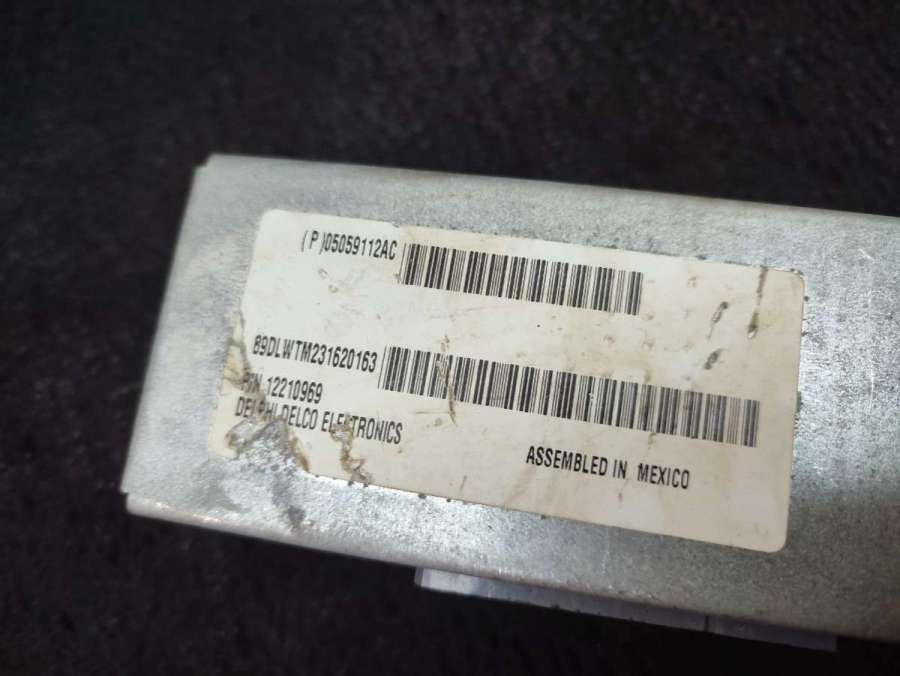 (P)05059112AC
89DLWTM231620163
P/N 12210969
DELPHI DELCO ELECTRONICS
ASSEMBLED IN MEXICO